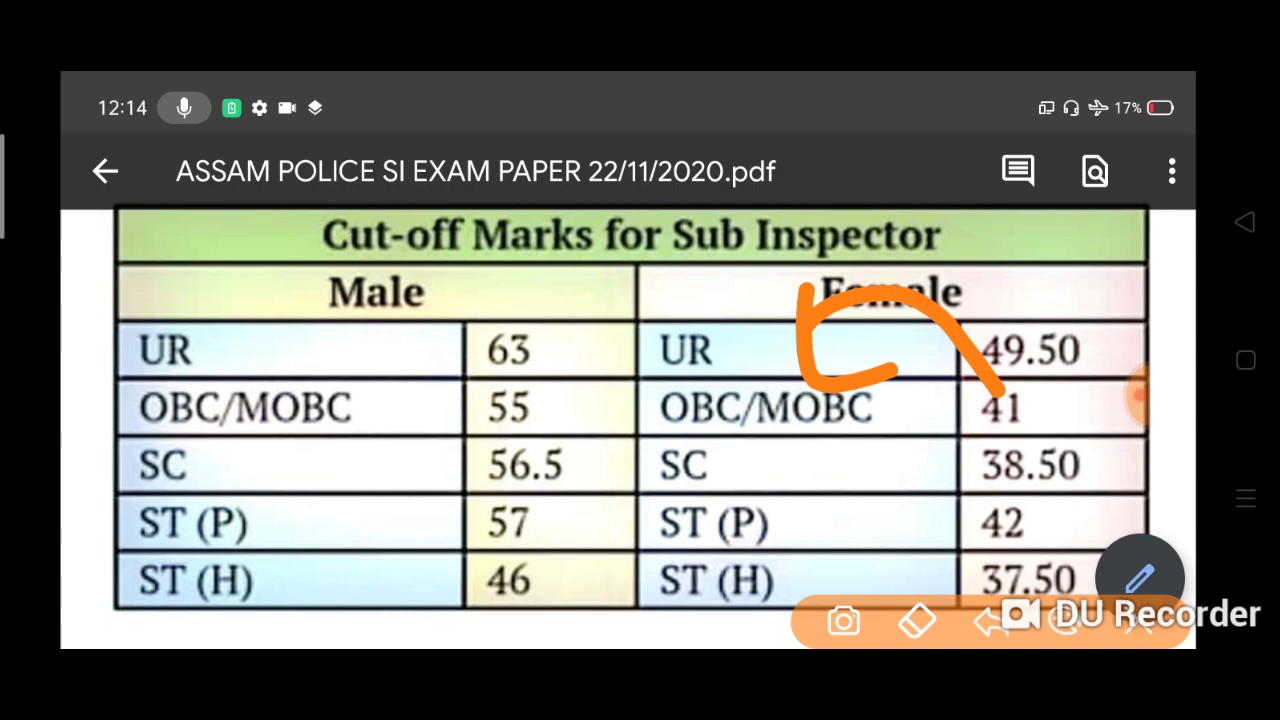 12:14 17%
ASSAM POLICE SI EXAM PAPER 22/11/2020.pdf
Cut-off Marks for Sub Inspector
Male Female
UR 63 UR 49.50
OBC/MOBC 55 OBC/MOBC 41
SC 56.5 SC 38.50
ST (P) 57 ST (P) 42
ST (H) 46 ST (H) 37.50
DU Recorder